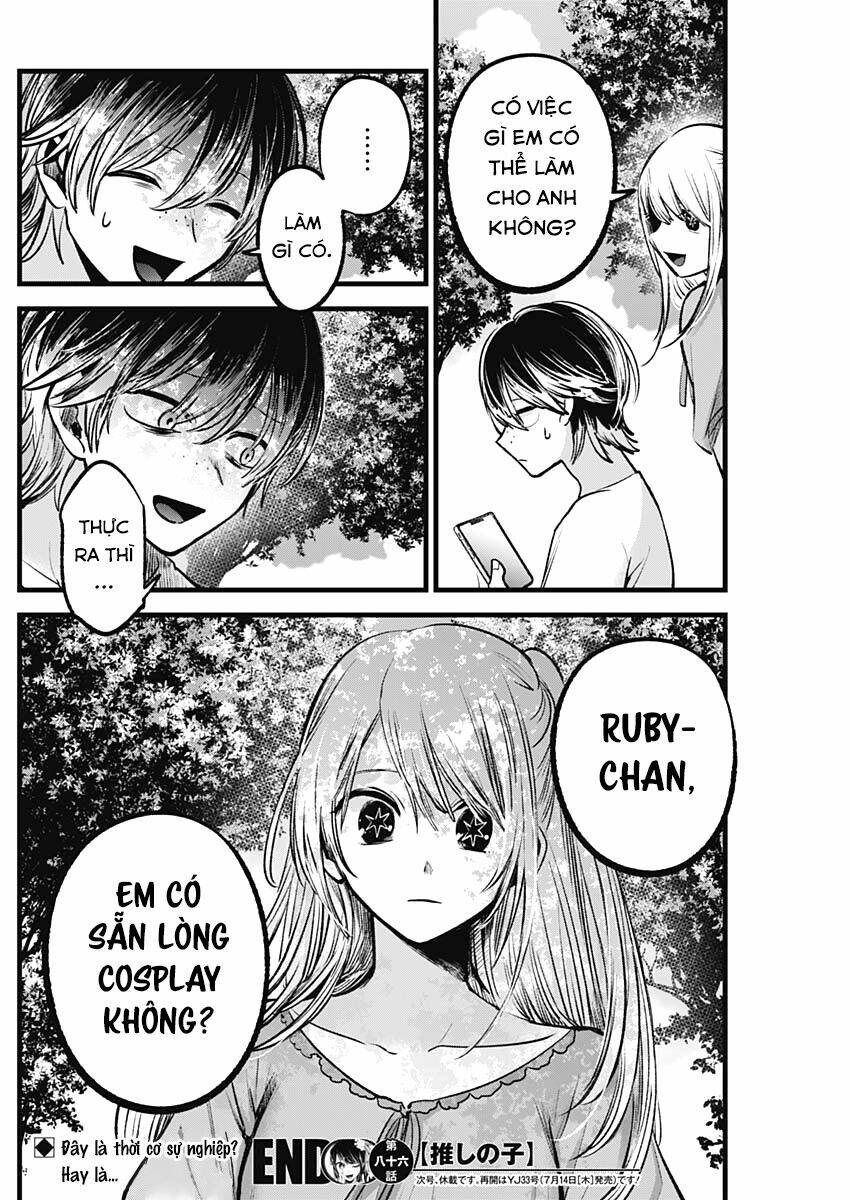 CÓ VIỆC
GÌ EM CÓ
THỂ LÀM
CHO ANH
KHÔNG?
......
LÀM
GÌ CÓ.
THỰC
RA THÌ
...
RUBY-
CHAN,
EM CÓ
SẴN LÒNG
COSPLAY
KHÔNG?
Đây là thời cơ sự nghiệp?
Hay là...
END
第
八十六
話
【推しの子】
次号、休載です。再開はYJ33号(7月14日[木]発売)です!